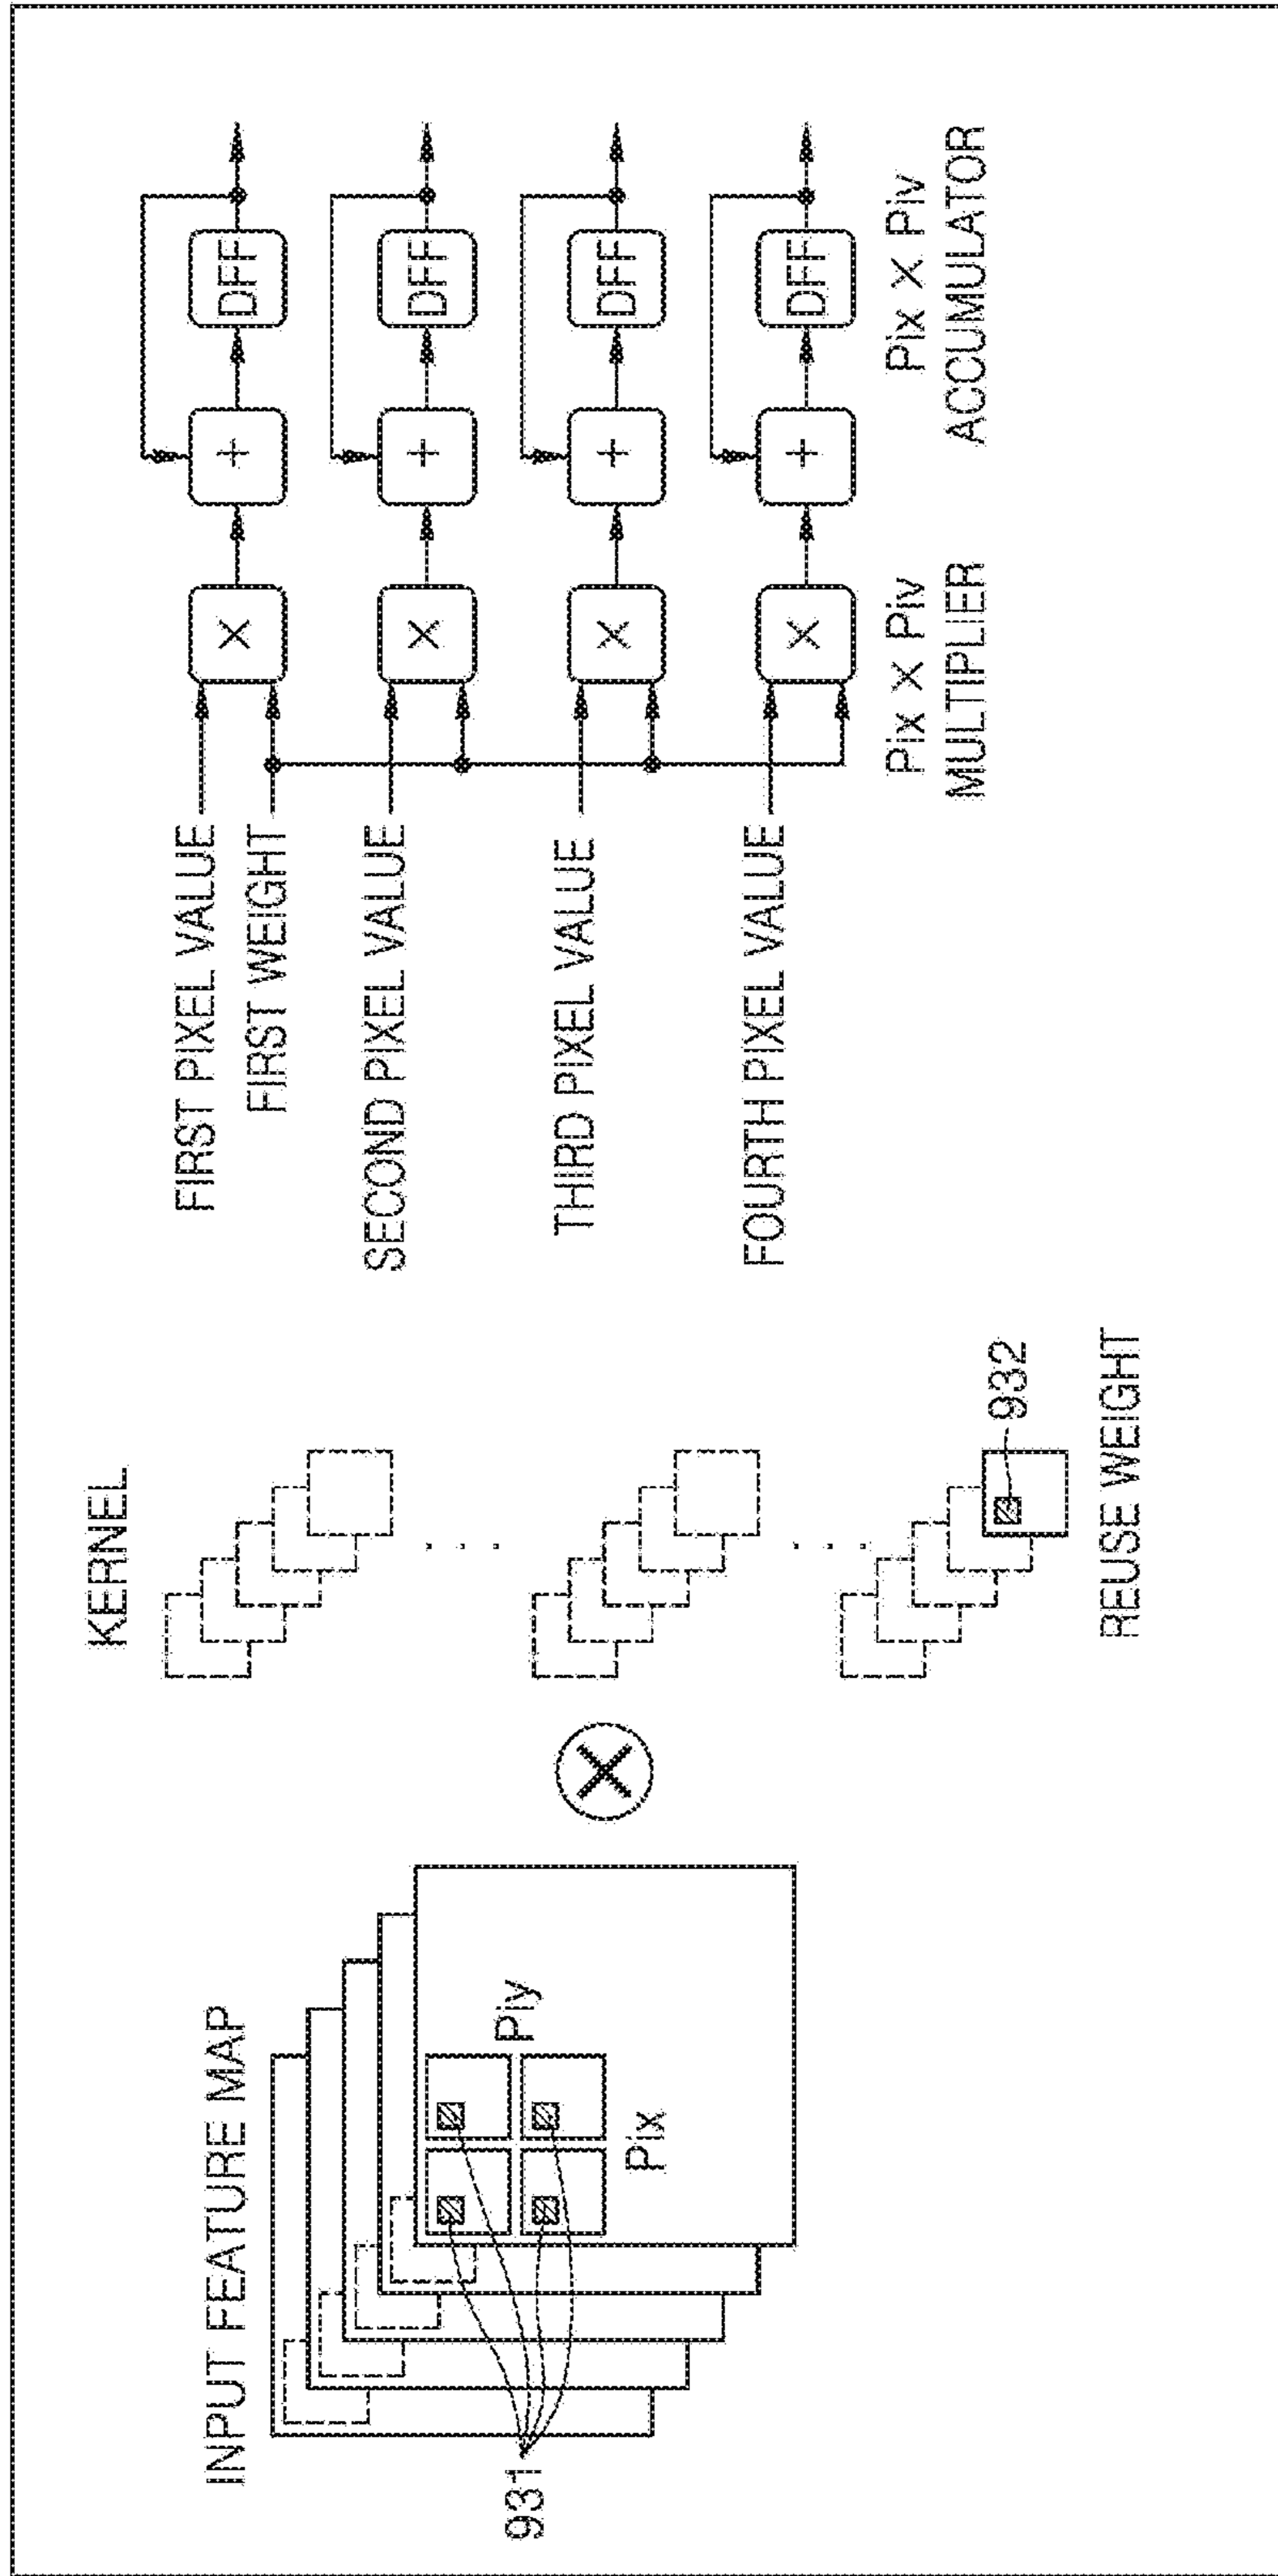 INPUT FEATURE MAP
Piy
Pix
931
×
KERNEL
932
REUSE WEIGHT
FIRST PIXEL VALUE
FIRST WEIGHT
SECOND PIXEL VALUE
THIRD PIXEL VALUE
FOURTH PIXEL VALUE
× + DFF
× + DFF
× + DFF
× + DFF
Pix × Piv
MULTIPLIER
Pix × Piv
ACCUMULATOR